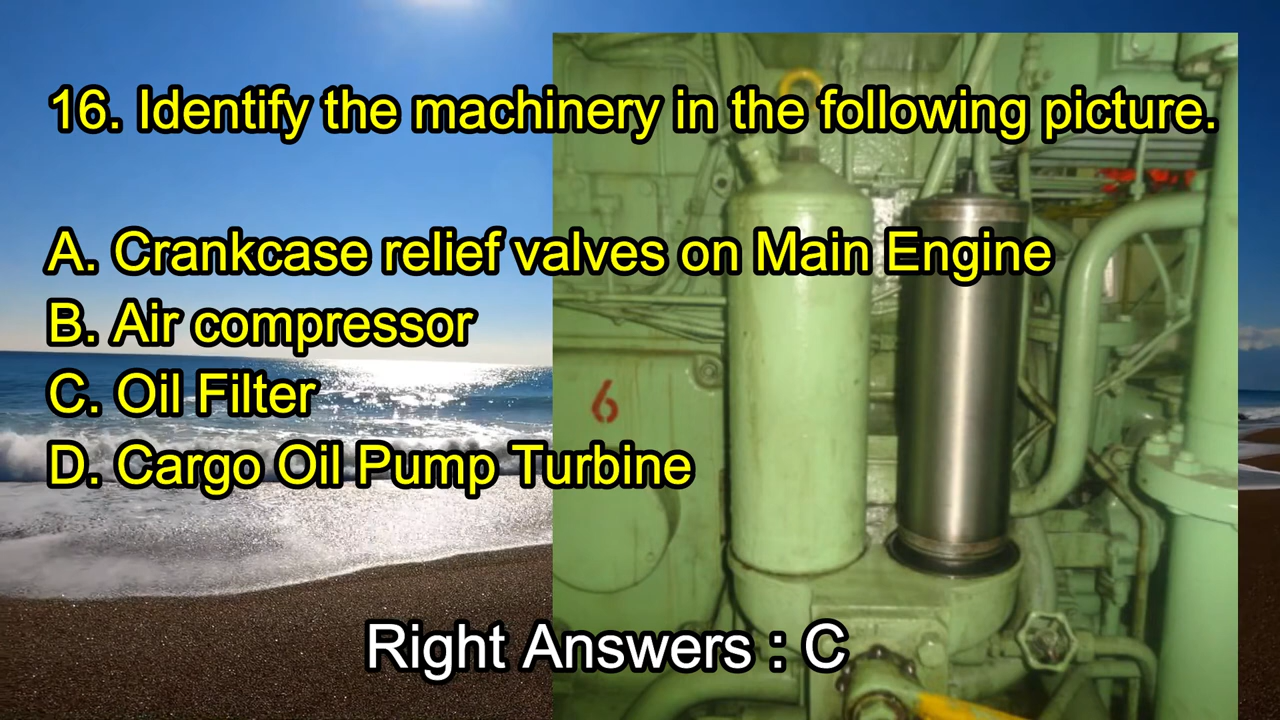 16. Identify the machinery in the following picture.
A. Crankcase relief valves on Main Engine
B. Air compressor
C. Oil Filter
6
D. Cargo Oil Pump Turbine
Right Answers : C